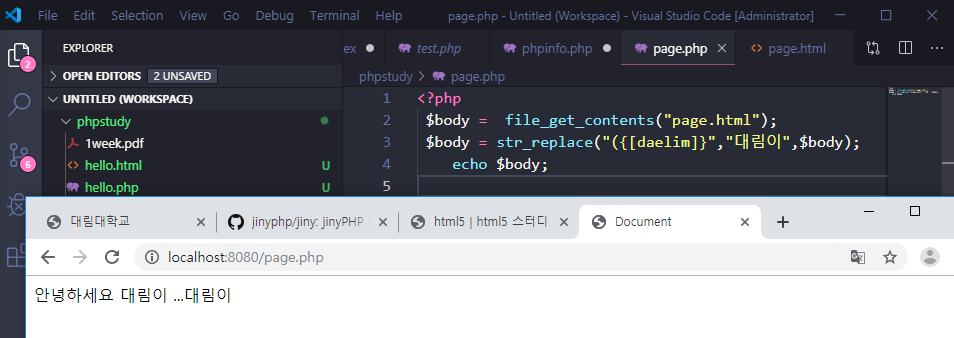 File Edit Selection View Go Debug Terminal Help page.php - Untitled (Workspace) - Visual Studio Code [Administrator]
EXPLORER
ex test.php phpinfo.php page.php page.html
OPEN EDITORS 2 UNSAVED
phpstudy > page.php
UNTITLED (WORKSPACE)
phpstudy
1week.pdf
hello.html U
hello.php U
2
6
1 <?php
2 $body = file_get_contents("page.html");
3 $body = str_replace("({[daelim]}","대림이",$body);
4 echo $body;
5
대림대학교 jinyphp/jiny: jinyPHP html5 | html5 스터디 Document
localhost:8080/page.php
안녕하세요 대림이 ...대림이